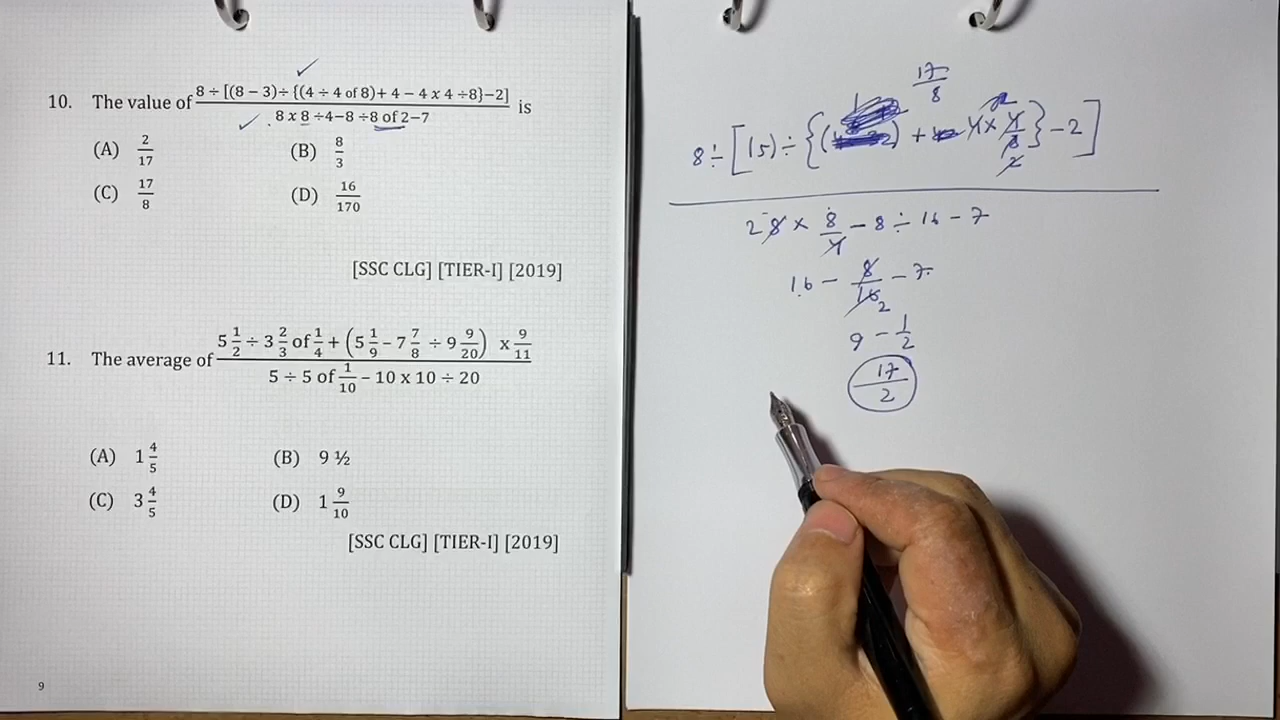 10. The value of 8 ÷ [(8 – 3)÷ {(4 ÷ 4 of 8)+ 4 – 4 x 4 ÷8}–2] / 8 x 8 ÷4–8 ÷8 of 2–7 is
(A) 2/17 (B) 8/3
(C) 17/8 (D) 16/170
[SSC CLG] [TIER-I] [2019]
11. The average of 5 1/2 ÷ 3 2/3 of 1/4 + (5 1/9 – 7 7/8 ÷ 9 9/20) x 9/11 / 5 ÷ 5 of 1/10 – 10 x 10 ÷ 20
(A) 1 4/5 (B) 9 ½
(C) 3 4/5 (D) 1 9/10
[SSC CLG] [TIER-I] [2019]
9
17/8
8 ÷ [15) ÷ {( ) + 4 × 4/8} – 2]
2 8 × 8/4 – 8 ÷ 16 – 7
16 – 8/16 2 – 7
9 – 1/2
17/2